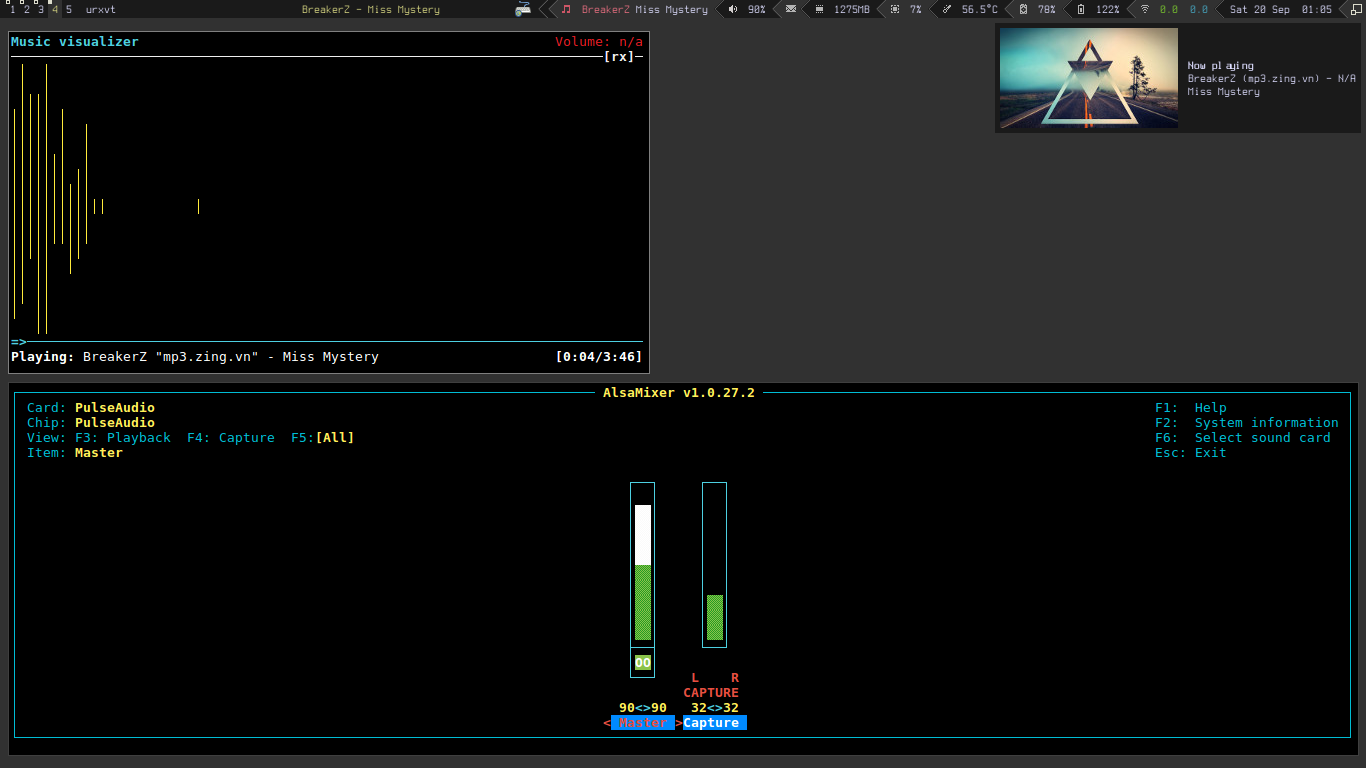 1 2 3 4 5 urxvt BreakerZ - Miss Mystery BreakerZ Miss Mystery 90% 1275MB 7% 56.5°C 78% 122% 0.0 0.0 Sat 20 Sep 01:05
Music visualizer Volume: n/a
[rx]
=>
Playing: BreakerZ "mp3.zing.vn" - Miss Mystery [0:04/3:46]
Now playing
BreakerZ (mp3.zing.vn) - N/A
Miss Mystery
AlsaMixer v1.0.27.2
Card: PulseAudio F1: Help
Chip: PulseAudio F2: System information
View: F3: Playback F4: Capture F5:[All] F6: Select sound card
Item: Master Esc: Exit
OO
L R
CAPTURE
90<>90 32<>32
< Master >Capture